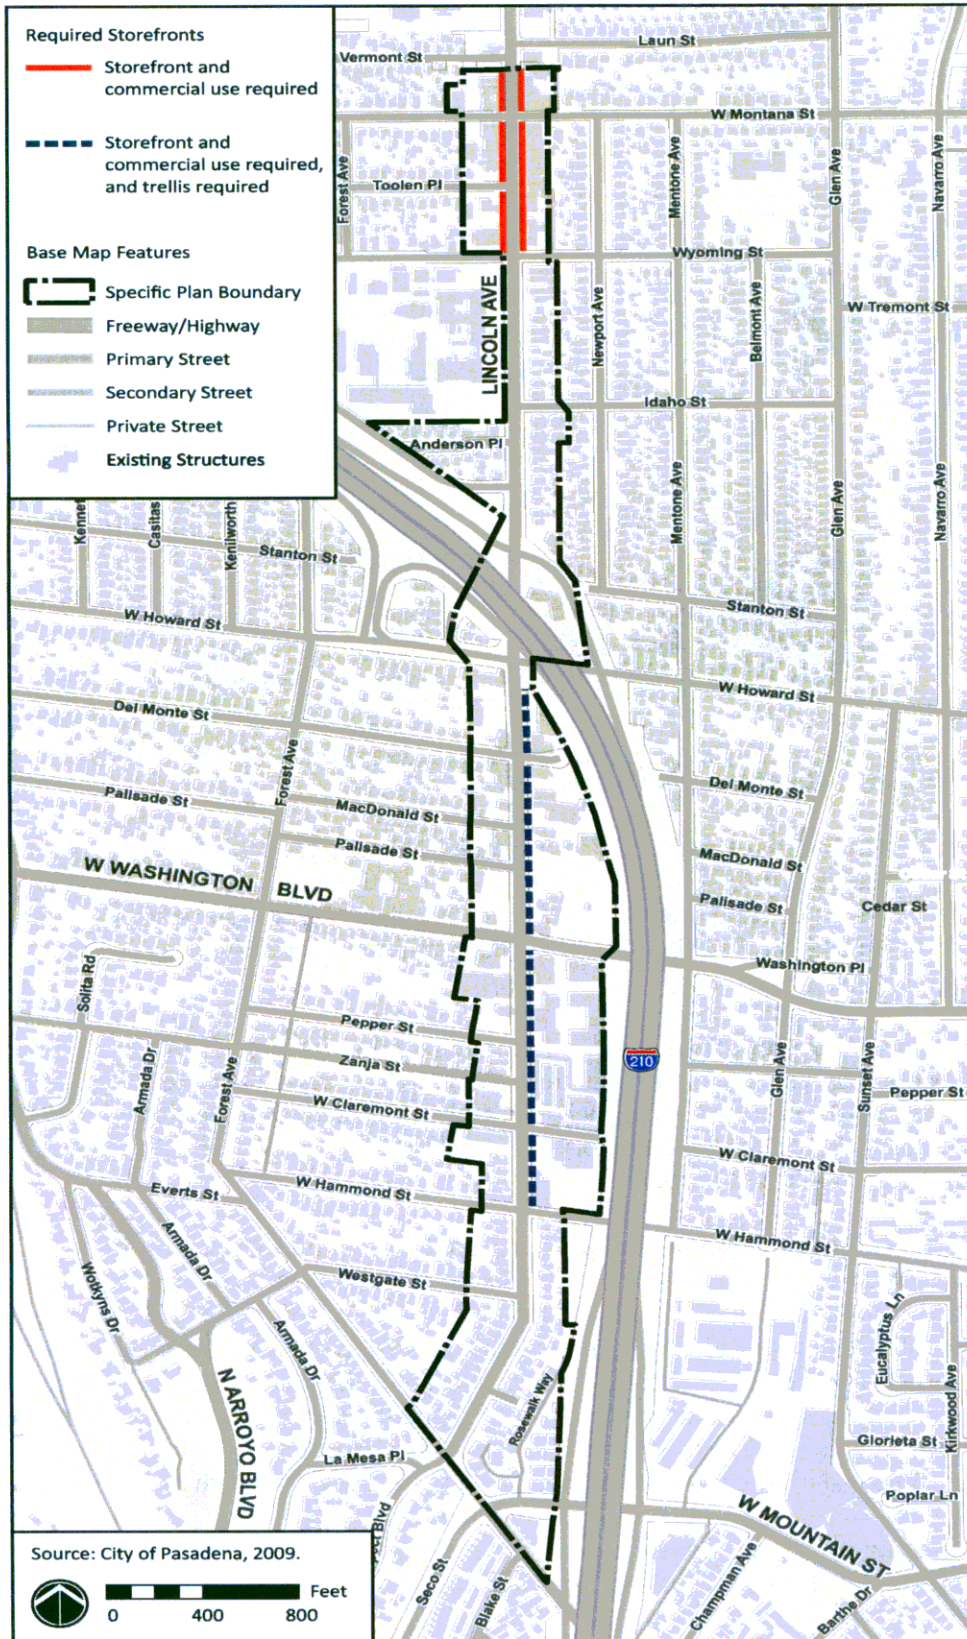 Required Storefronts
Storefront and
commercial use required
Storefront and
commercial use required,
and trellis required
Base Map Features
Specific Plan Boundary
Freeway/Highway
Primary Street
Secondary Street
Private Street
Existing Structures
Laun St
Vermont St
W Montana St
Forest Ave
Toolen Pl
Mentone Ave
Glen Ave
Navarro Ave
Wyoming St
LINCOLN AVE
Newport Ave
Belmont Ave
W Tremont St
Idaho St
Anderson Pl
Mentone Ave
Glen Ave
Navarro Ave
Casitas
Kenilworth
Stanton St
Stanton St
W Howard St
W Howard St
Del Monte St
Forest Ave
Del Monte St
Palisade St
MacDonald St
Palisade St
MacDonald St
W WASHINGTON BLVD
Palisade St
Cedar St
Washington Pl
Solita Rd
Pepper St
Zanja St
210
Armada Dr
Forest Ave
W Claremont St
Glen Ave
Sunset Ave
Pepper St
W Claremont St
Everts St
W Hammond St
W Hammond St
Armada Dr
Wotkyns Dr
Westgate St
Armada Dr
Eucalyptus Ln
N ARROYO BLVD
Rosewalk Way
Kirkwood Ave
Glorieta St
La Mesa Pl
Poplar Ln
W MOUNTAIN ST
Blvd
Seco St
Blake St
Champman Ave
Barthe Dr
Source: City of Pasadena, 2009.
Feet
0 400 800